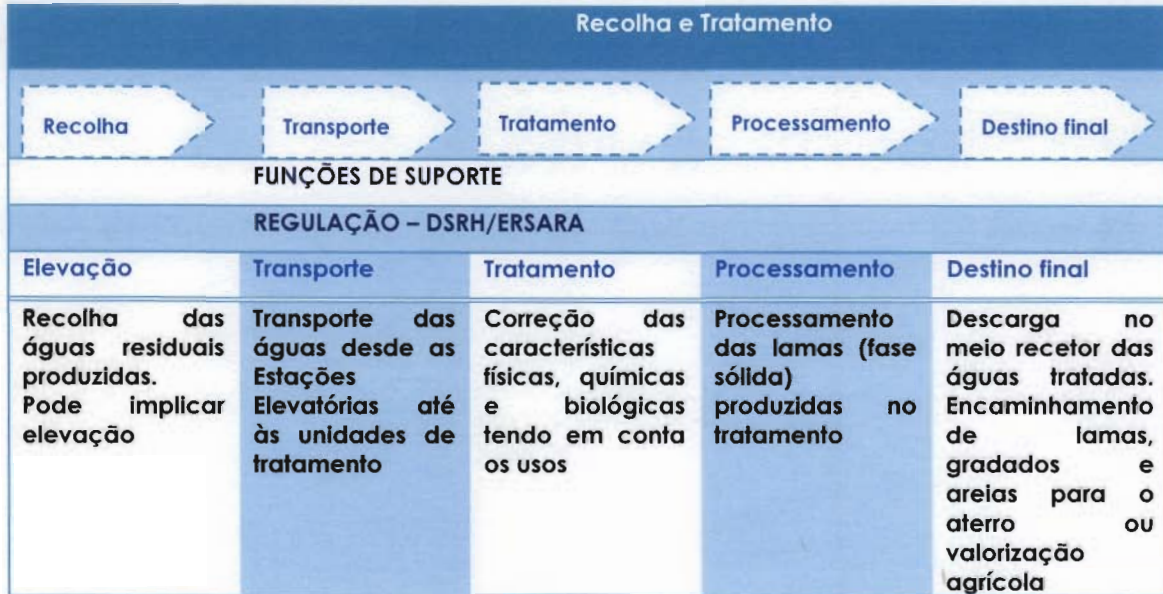 Recolha e Tratamento
Recolha
Transporte
Tratamento
Processamento
Destino final
FUNÇÕES DE SUPORTE
REGULAÇÃO – DSRH/ERSARA
Elevação
Transporte
Tratamento
Processamento
Destino final
Recolha das
águas residuais
produzidas.
Pode implicar
elevação
Transporte das
águas desde as
Estações
Elevatórias até
às unidades de
tratamento
Correção das
características
físicas, químicas
e biológicas
tendo em conta
os usos
Processamento
das lamas (fase
sólida)
produzidas no
tratamento
Descarga no
meio recetor das
águas tratadas.
Encaminhamento
de lamas,
gradados e
areias para o
aterro ou
valorização
agrícola